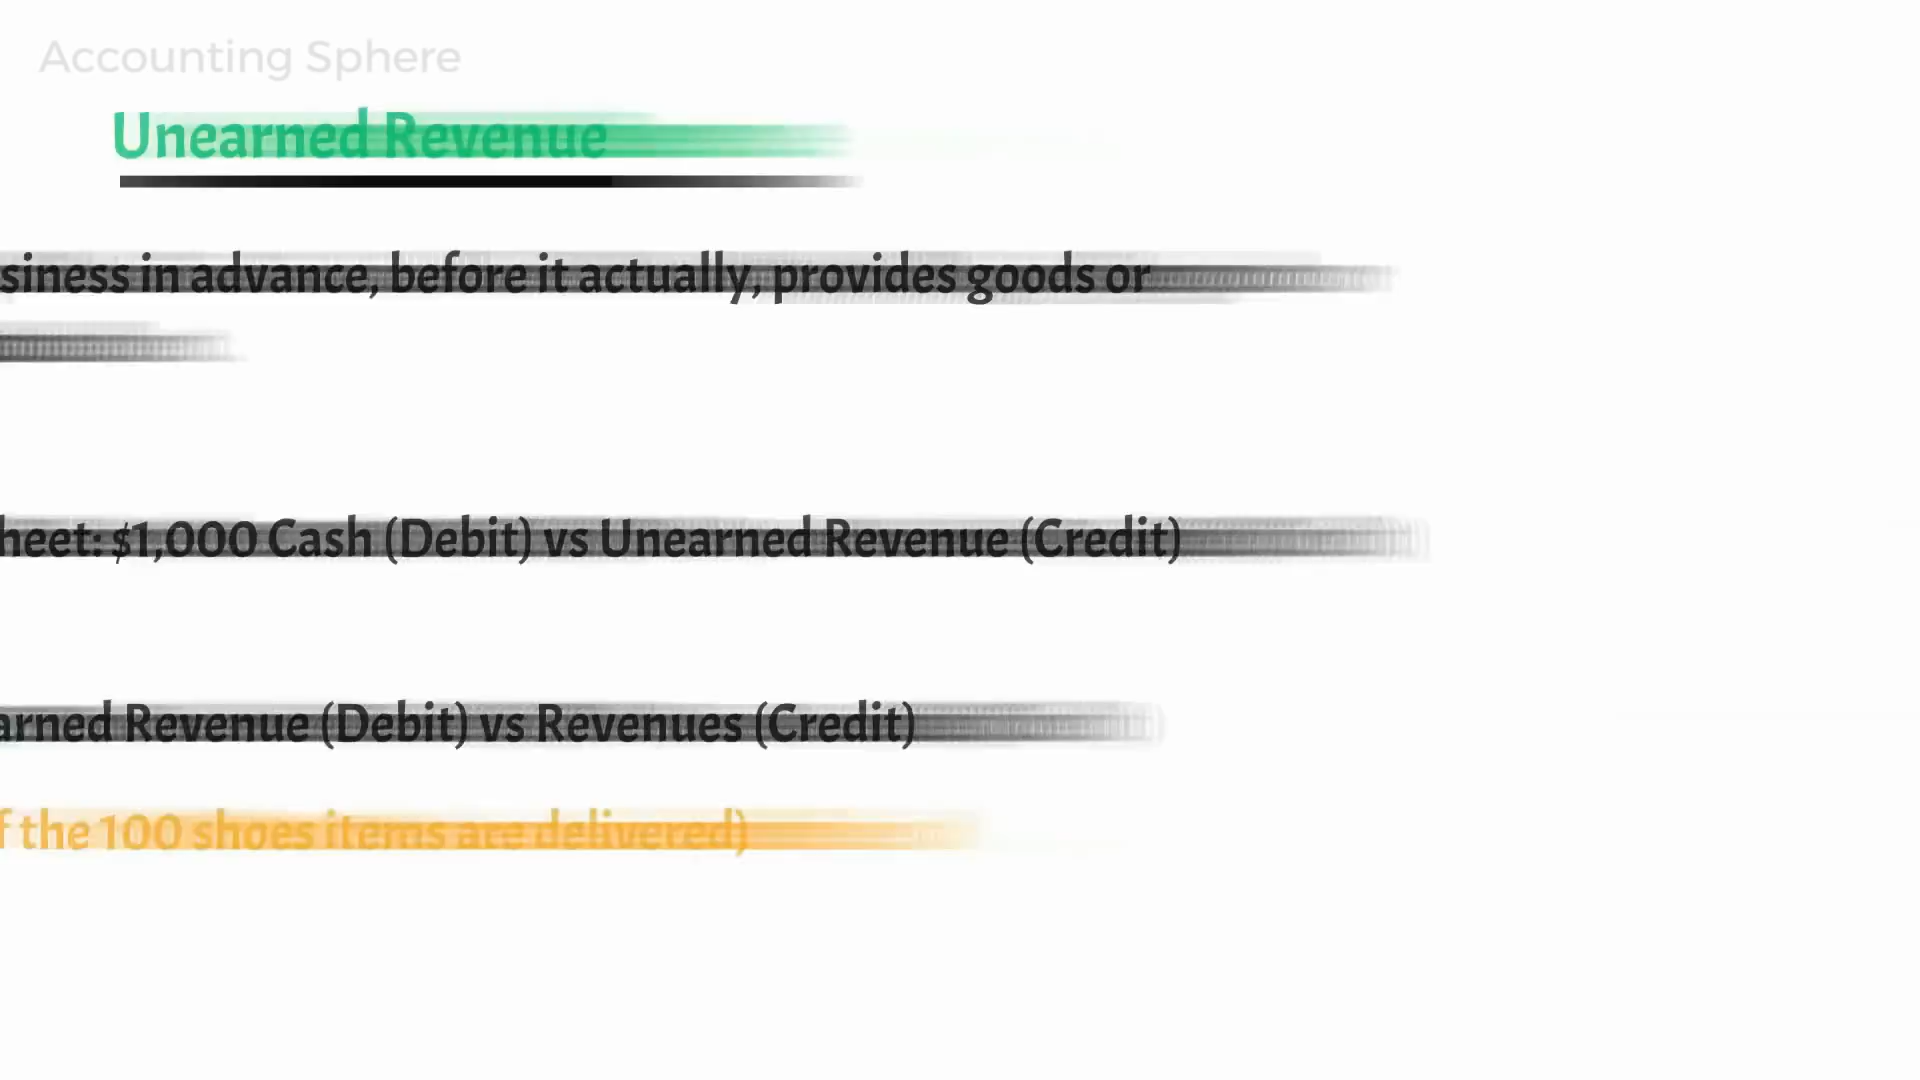 Accounting Sphere
Unearned Revenue
siness in advance, before it actually, provides goods or
heet: $1,000 Cash (Debit) vs Unearned Revenue (Credit)
arned Revenue (Debit) vs Revenues (Credit)
f the 100 shoes items are delivered)